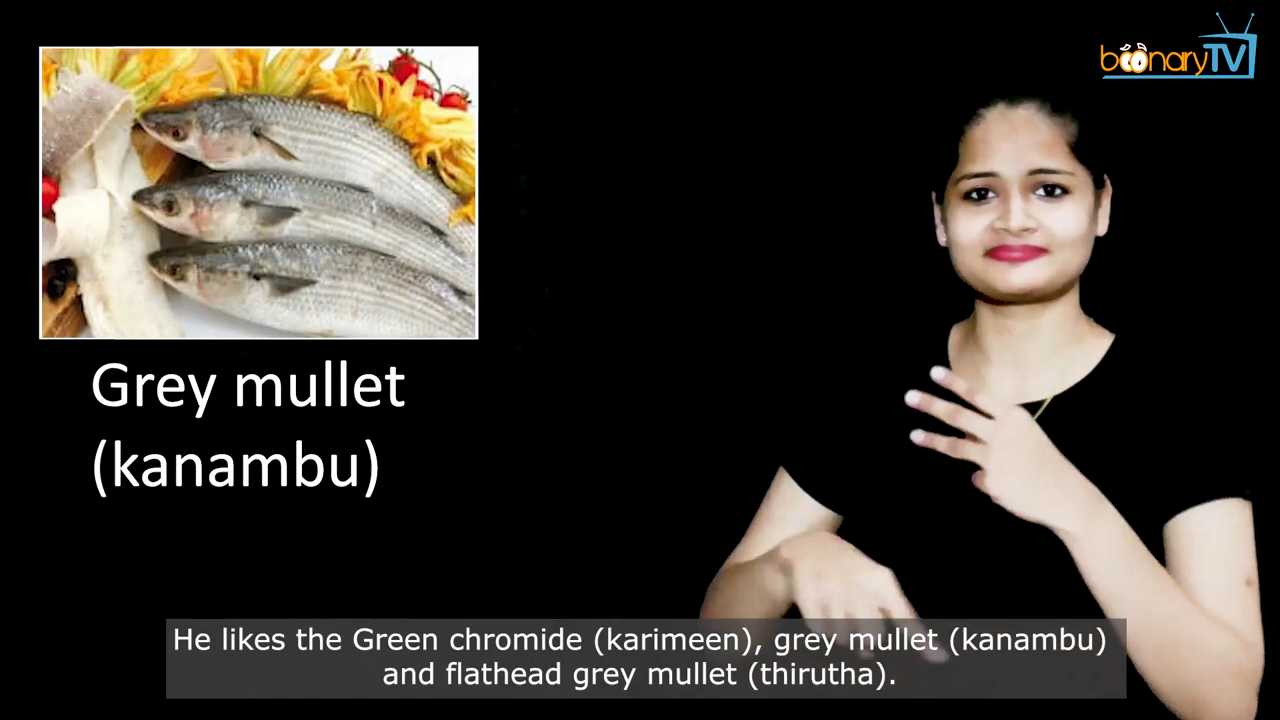 boonaryTV
Grey mullet
(kanambu)
He likes the Green chromide (karimeen), grey mullet (kanambu)
and flathead grey mullet (thirutha).